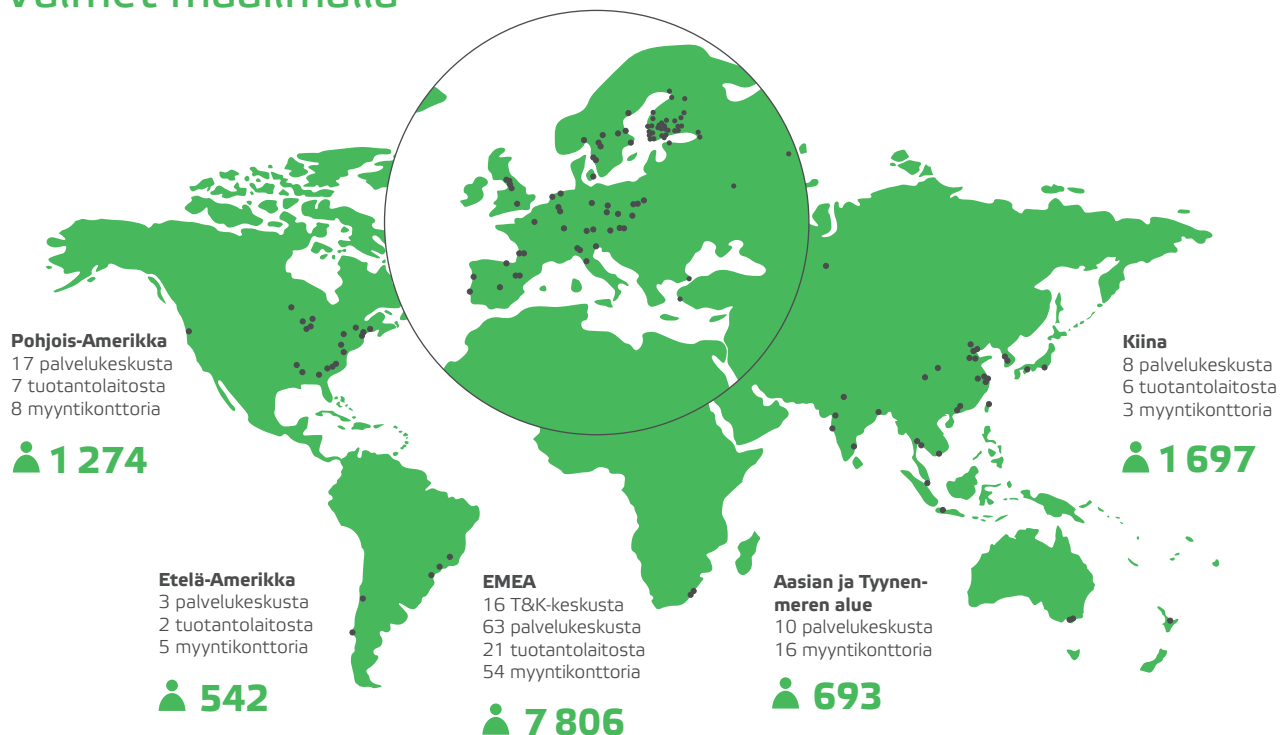 Valmet maailmalla
Pohjois-Amerikka
17 palvelukeskusta
7 tuotantolaitosta
8 myyntikonttoria
1 274
Etelä-Amerikka
3 palvelukeskusta
2 tuotantolaitosta
5 myyntikonttoria
542
EMEA
16 T&K-keskusta
63 palvelukeskusta
21 tuotantolaitosta
54 myyntikonttoria
7 806
Aasian ja Tyynen-
meren alue
10 palvelukeskusta
16 myyntikonttoria
693
Kiina
8 palvelukeskusta
6 tuotantolaitosta
3 myyntikonttoria
1 697